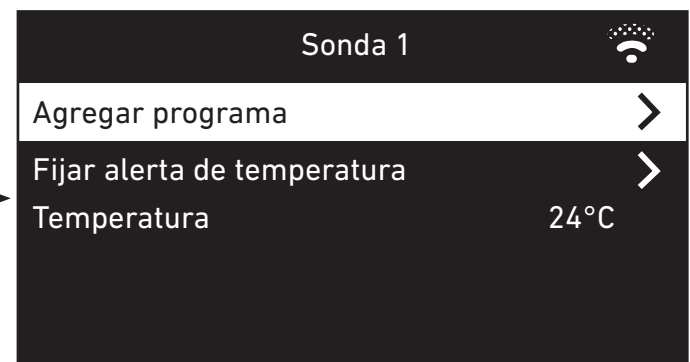 Sonda 1
Agregar programa
Fijar alerta de temperatura
Temperatura 24°C